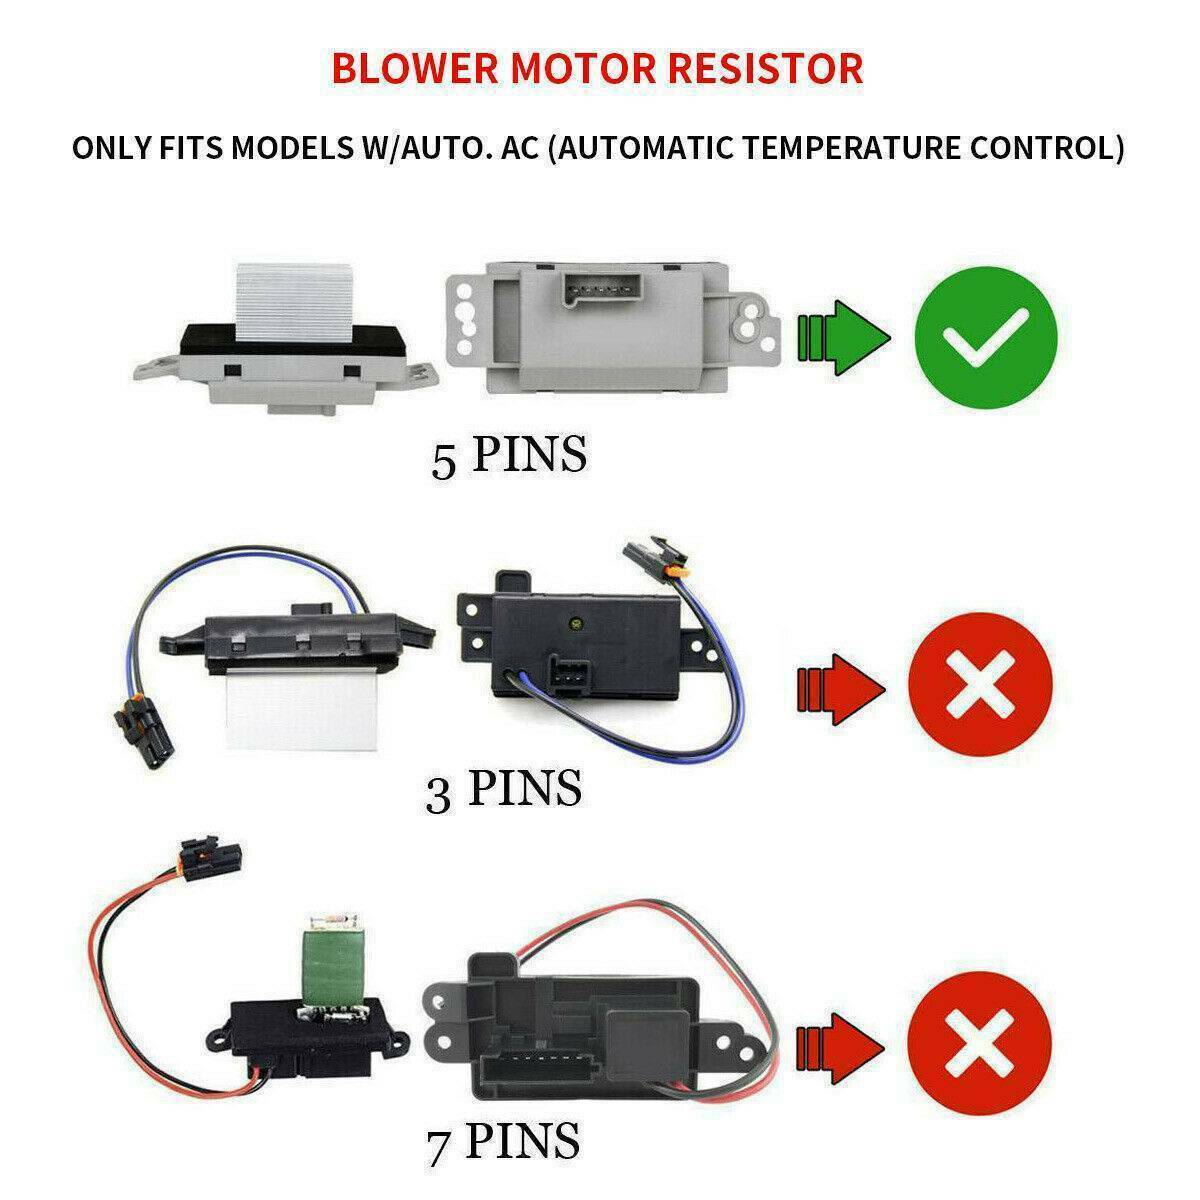 BLOWER MOTOR RESISTOR
ONLY FITS MODELS W/AUTO. AC (AUTOMATIC TEMPERATURE CONTROL)
5 PINS
3 PINS
7 PINS